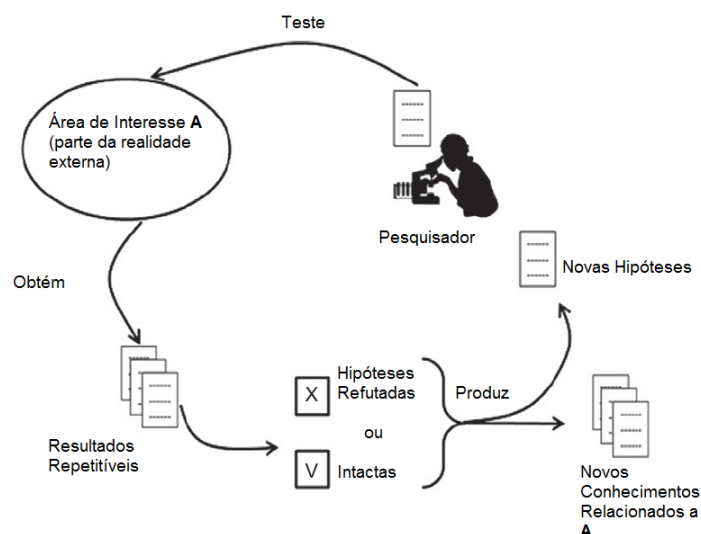 Teste
Área de Interesse A
(parte da realidade
externa)
Pesquisador
Novas Hipóteses
Obtém
Hipóteses
Refutadas
X
Produz
ou
V
Intactas
Resultados
Repetitíveis
Novos
Conhecimentos
Relacionados a
A